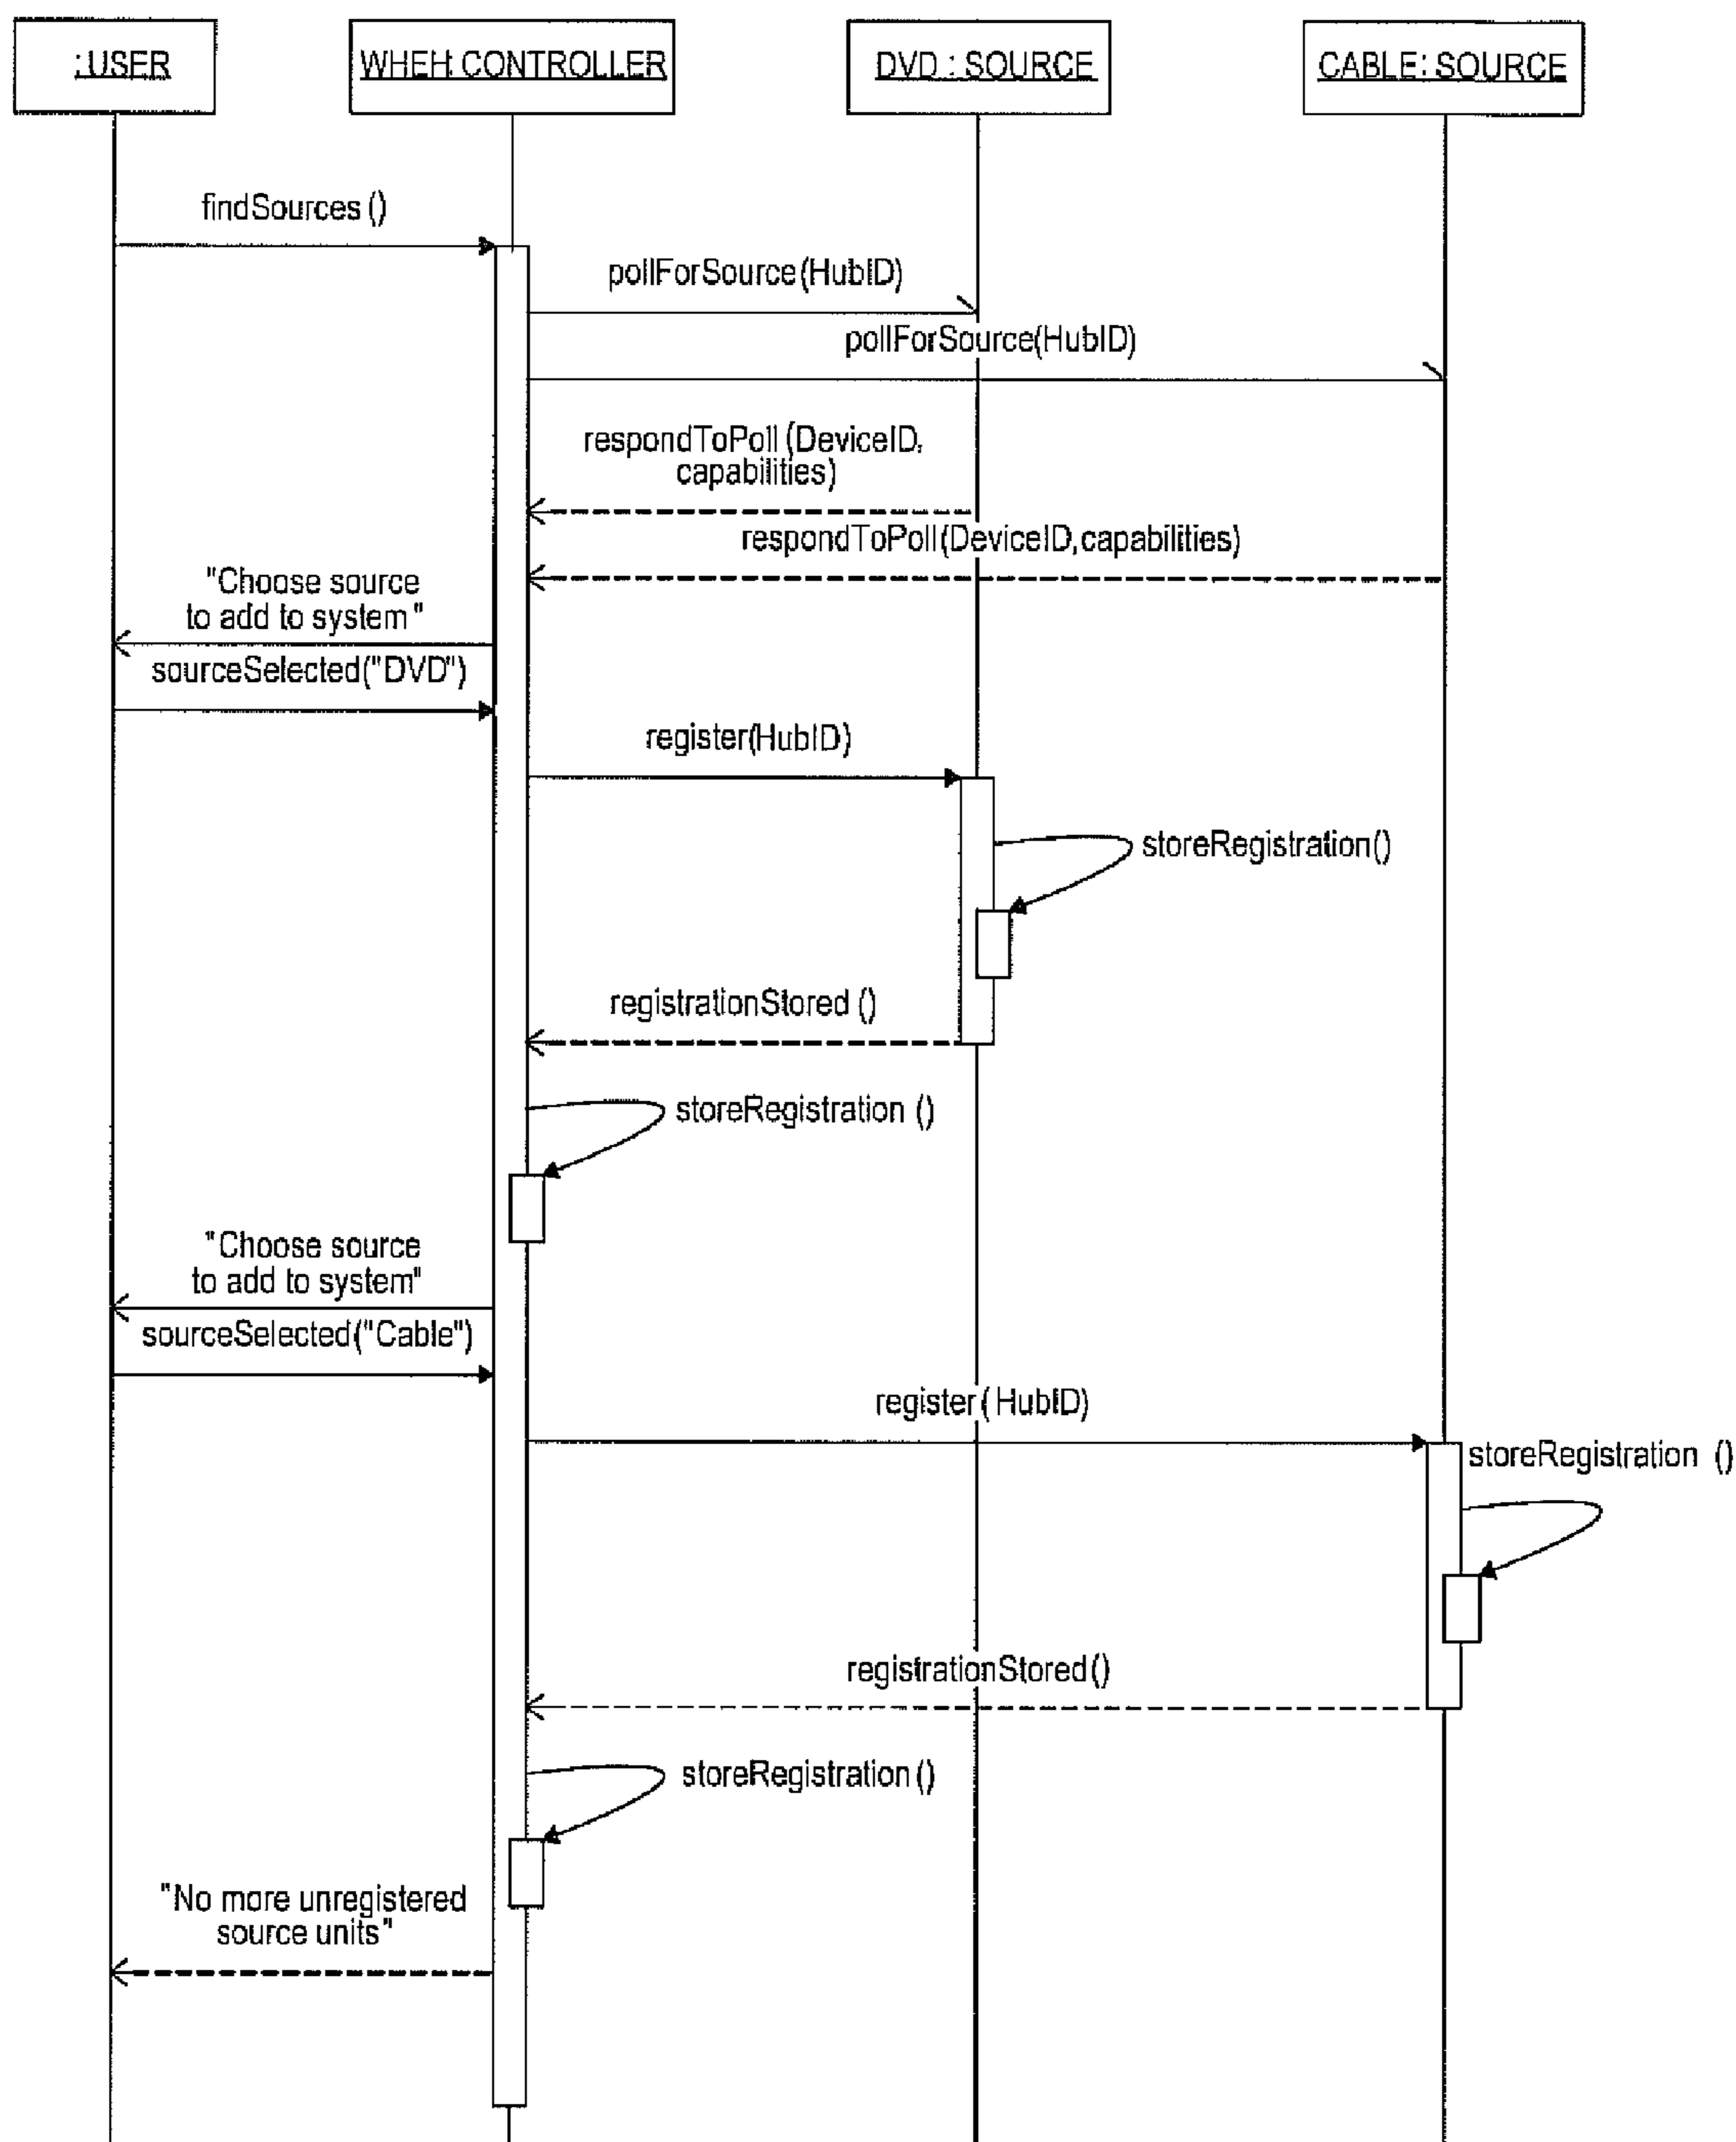 :USER
WHEH: CONTROLLER
DVD : SOURCE
CABLE: SOURCE
findSources ()
pollForSource(HubID)
pollForSource(HubID)
respondToPoll (DeviceID,
capabilities)
respondToPoll(DeviceID,capabilities)
"Choose source
to add to system"
sourceSelected("DVD")
register(HubID)
storeRegistration()
registrationStored ()
storeRegistration ()
"Choose source
to add to system"
sourceSelected("Cable")
register( HubID)
storeRegistration ()
registrationStored()
storeRegistration()
"No more unregistered
source units"